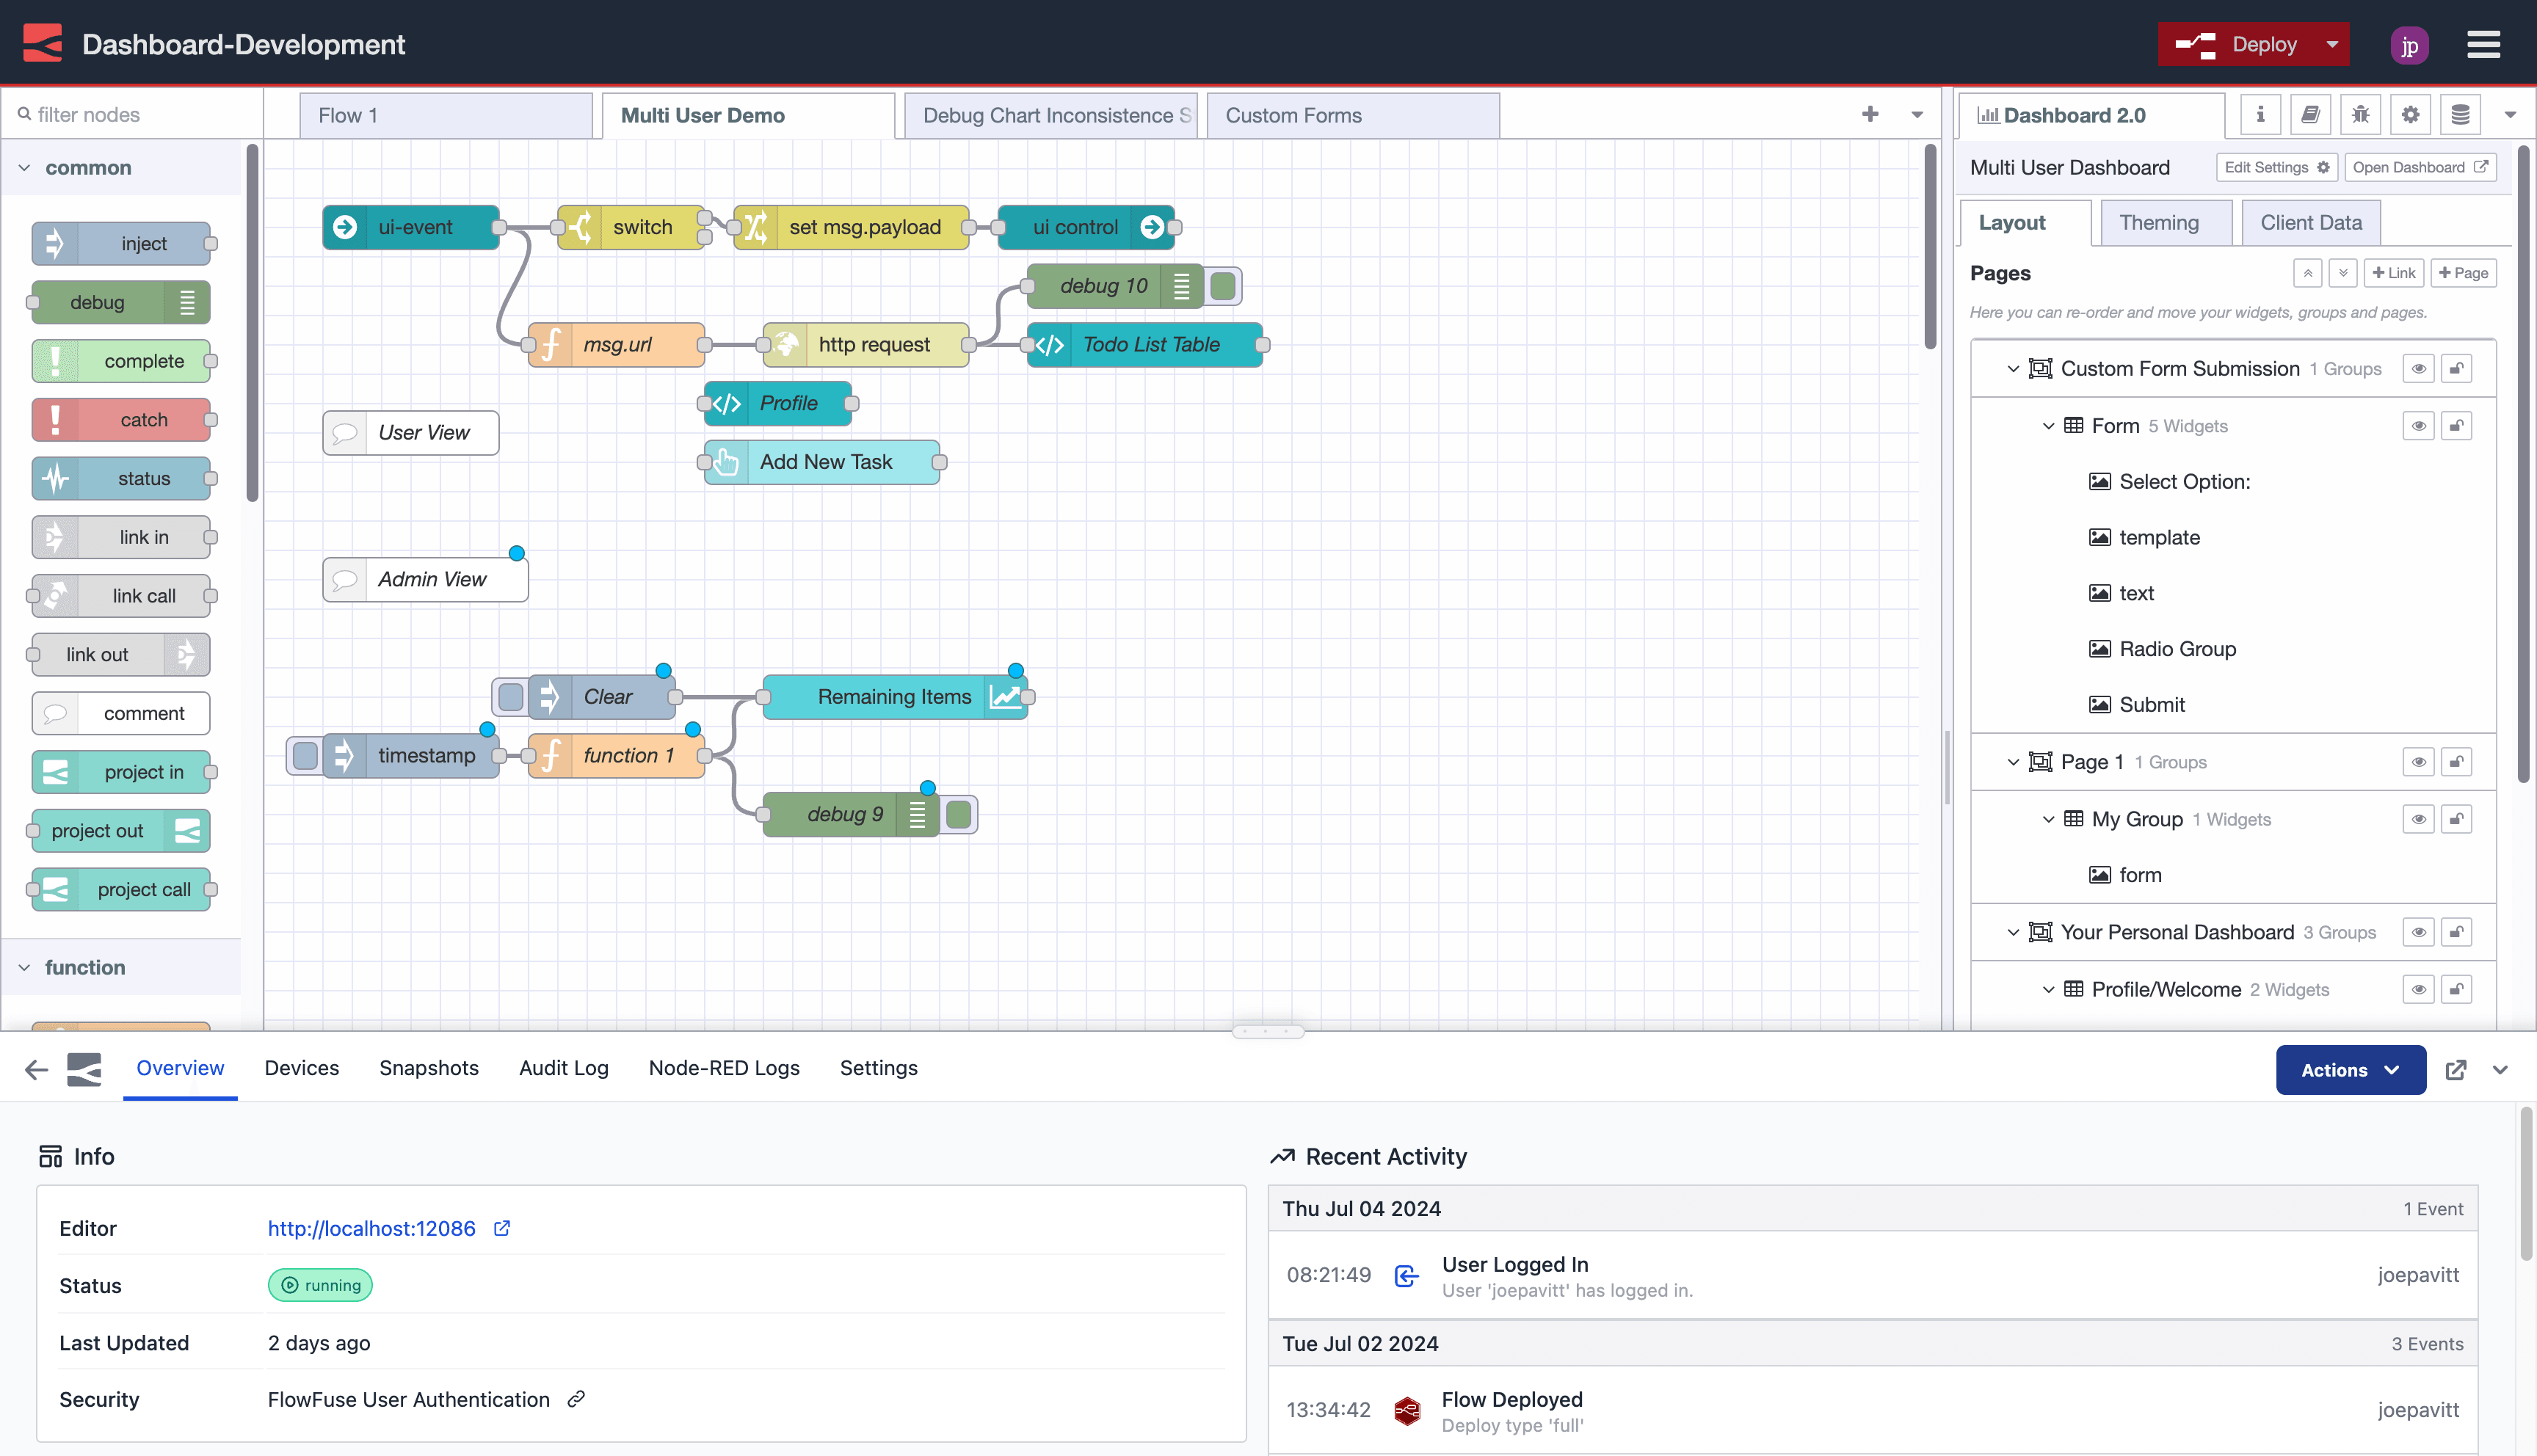 Dashboard-Development
Deploy
jp
filter nodes
Flow 1
Multi User Demo
Debug Chart Inconsistence S
Custom Forms
Dashboard 2.0
common
inject
debug
complete
catch
status
link in
link call
link out
comment
project in
project out
project call
function
ui-event
switch
set msg.payload
ui control
debug 10
msg.url
http request
Todo List Table
Profile
User View
Add New Task
Admin View
Clear
Remaining Items
timestamp
function 1
debug 9
Multi User Dashboard
Edit Settings
Open Dashboard
Layout
Theming
Client Data
Pages
Link
Page
Here you can re-order and move your widgets, groups and pages.
Custom Form Submission 1 Groups
Form 5 Widgets
Select Option:
template
text
Radio Group
Submit
Page 1 1 Groups
My Group 1 Widgets
form
Your Personal Dashboard 3 Groups
Profile/Welcome 2 Widgets
Overview
Devices
Snapshots
Audit Log
Node-RED Logs
Settings
Actions
Info
Editor http://localhost:12086
Status running
Last Updated 2 days ago
Security FlowFuse User Authentication
Recent Activity
Thu Jul 04 2024 1 Event
08:21:49 User Logged In joepavitt
User 'joepavitt' has logged in.
Tue Jul 02 2024 3 Events
13:34:42 Flow Deployed joepavitt
Deploy type 'full'